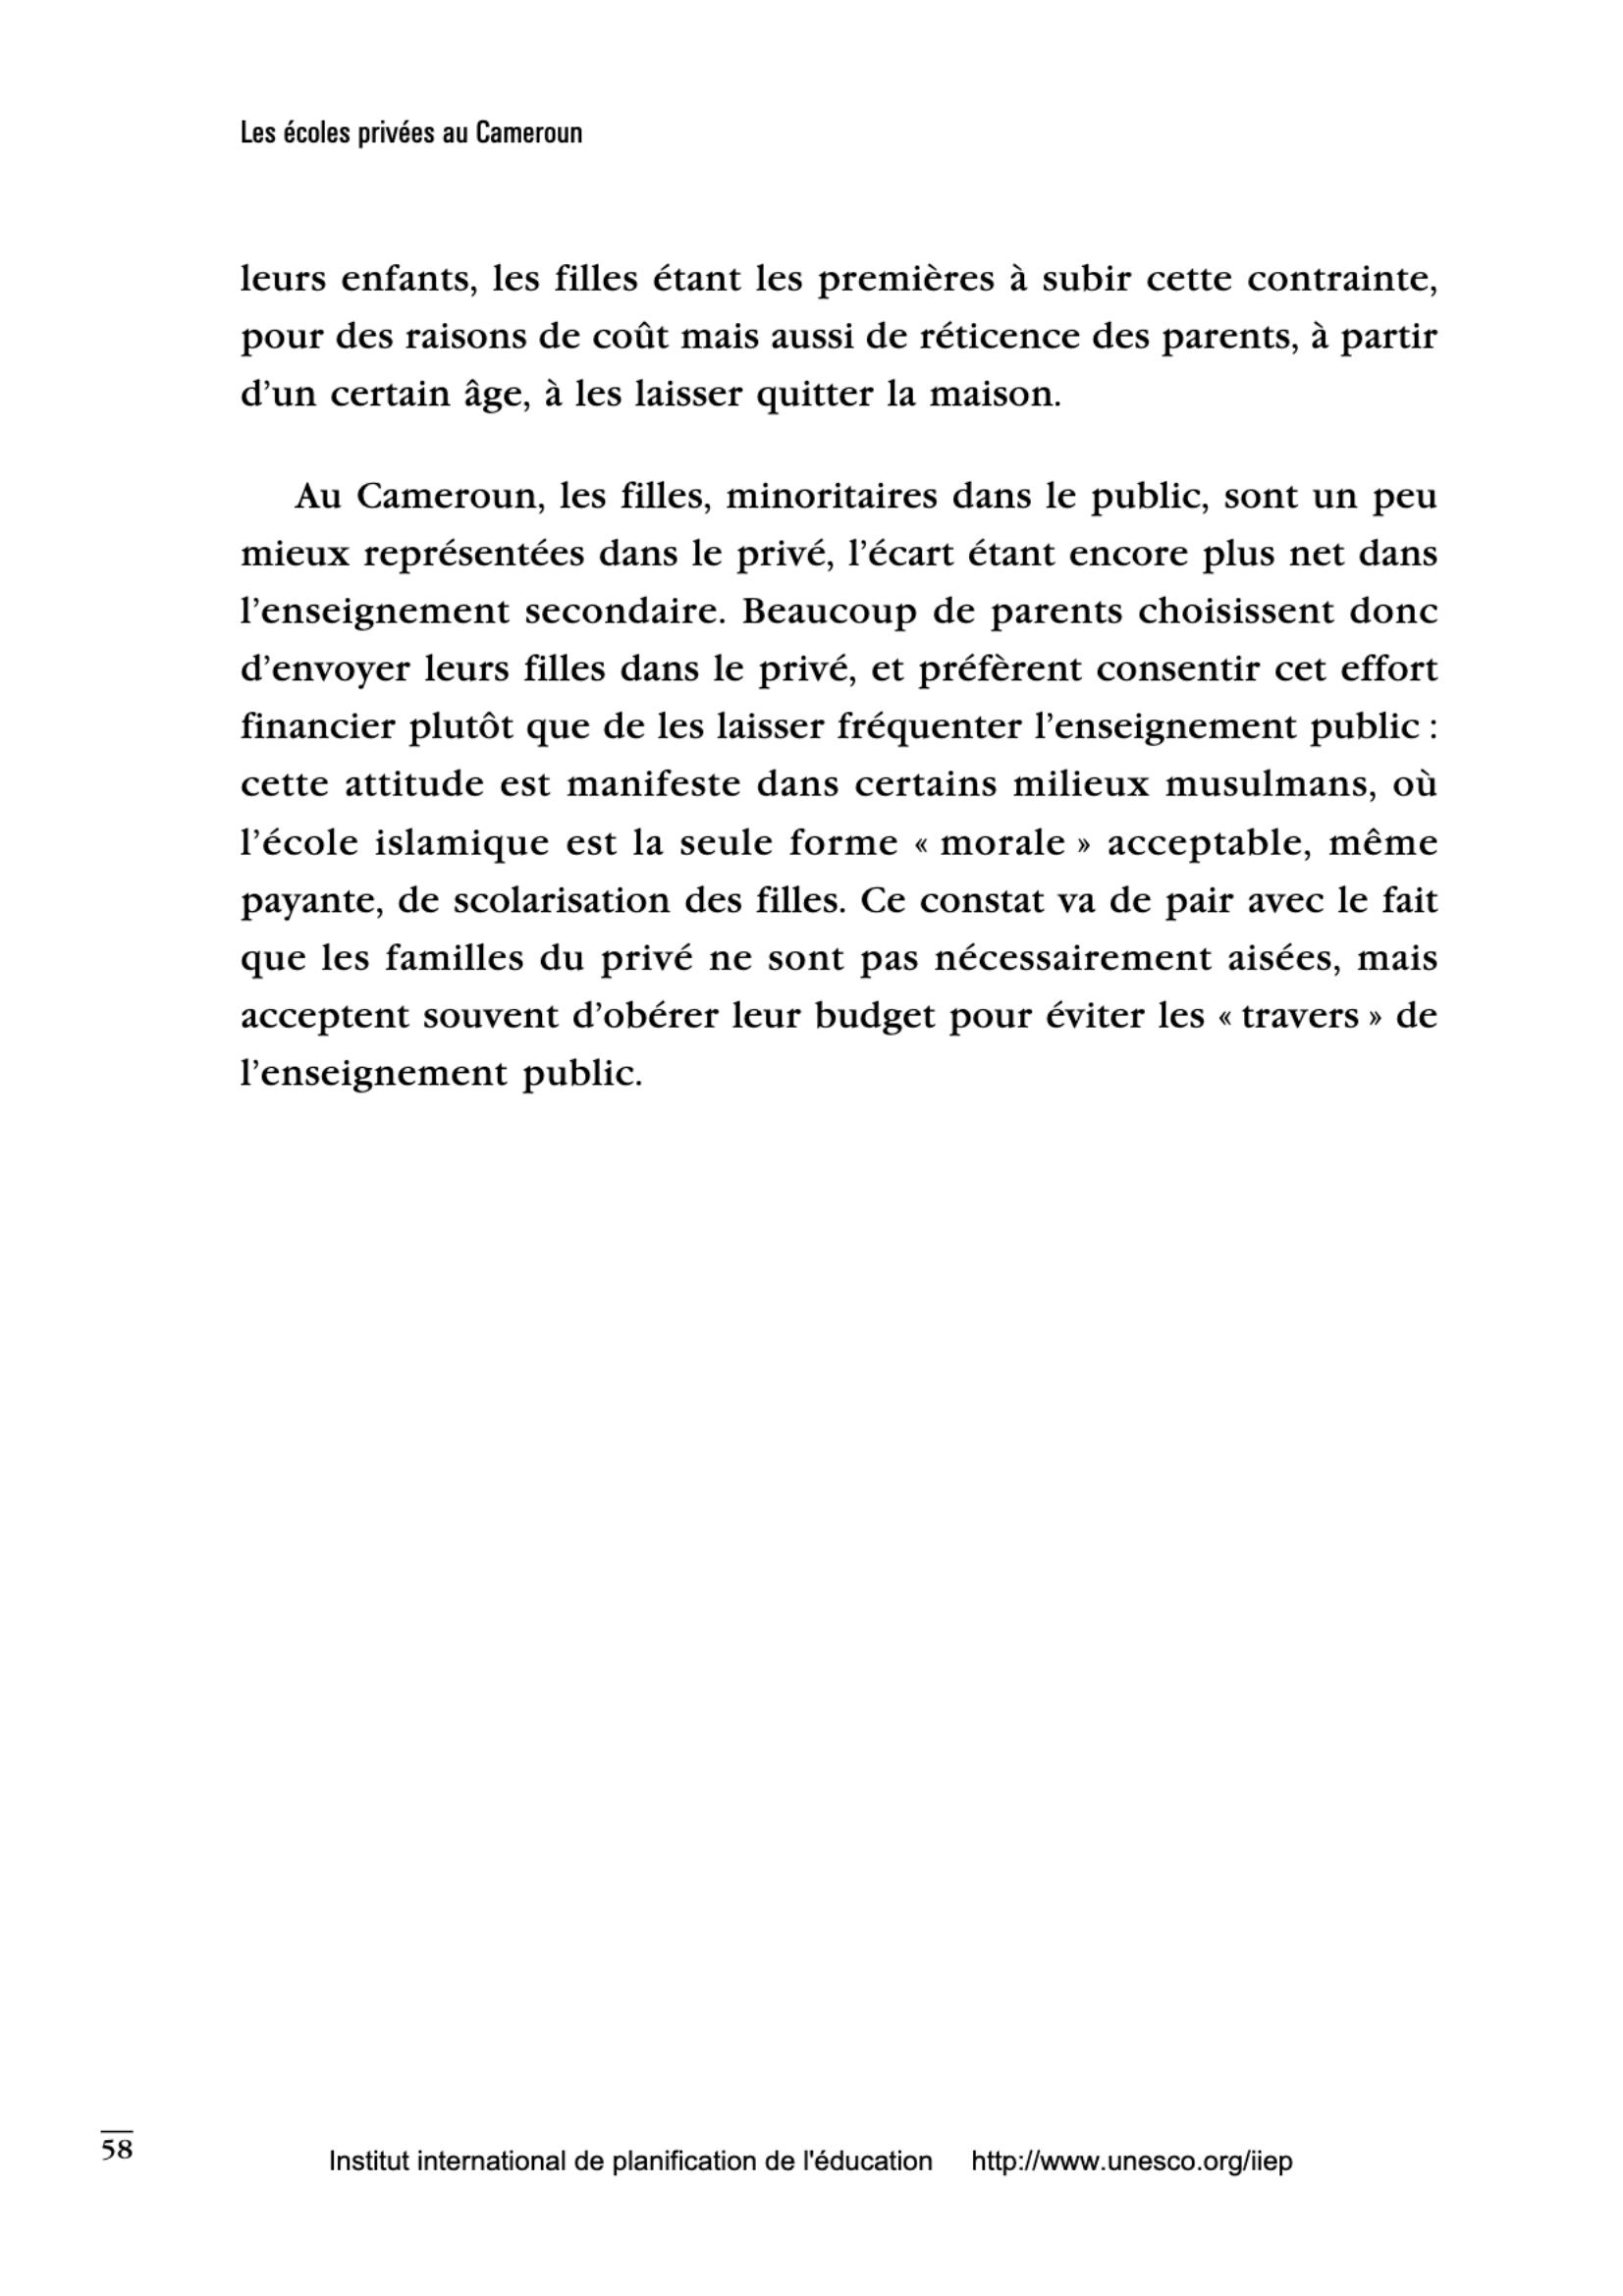 Les écoles privées au Cameroun
leurs enfants, les filles étant les premières à subir cette contrainte,
pour des raisons de coût mais aussi de réticence des parents, à partir
d’un certain âge, à les laisser quitter la maison.
Au Cameroun, les filles, minoritaires dans le public, sont un peu
mieux représentées dans le privé, l’écart étant encore plus net dans
l’enseignement secondaire. Beaucoup de parents choisissent donc
d’envoyer leurs filles dans le privé, et préfèrent consentir cet effort
financier plutôt que de les laisser fréquenter l’enseignement public :
cette attitude est manifeste dans certains milieux musulmans, où
l’école islamique est la seule forme « morale » acceptable, même
payante, de scolarisation des filles. Ce constat va de pair avec le fait
que les familles du privé ne sont pas nécessairement aisées, mais
acceptent souvent d’obérer leur budget pour éviter les « travers » de
l’enseignement public.
58
Institut international de planification de l'éducation http://www.unesco.org/iiep